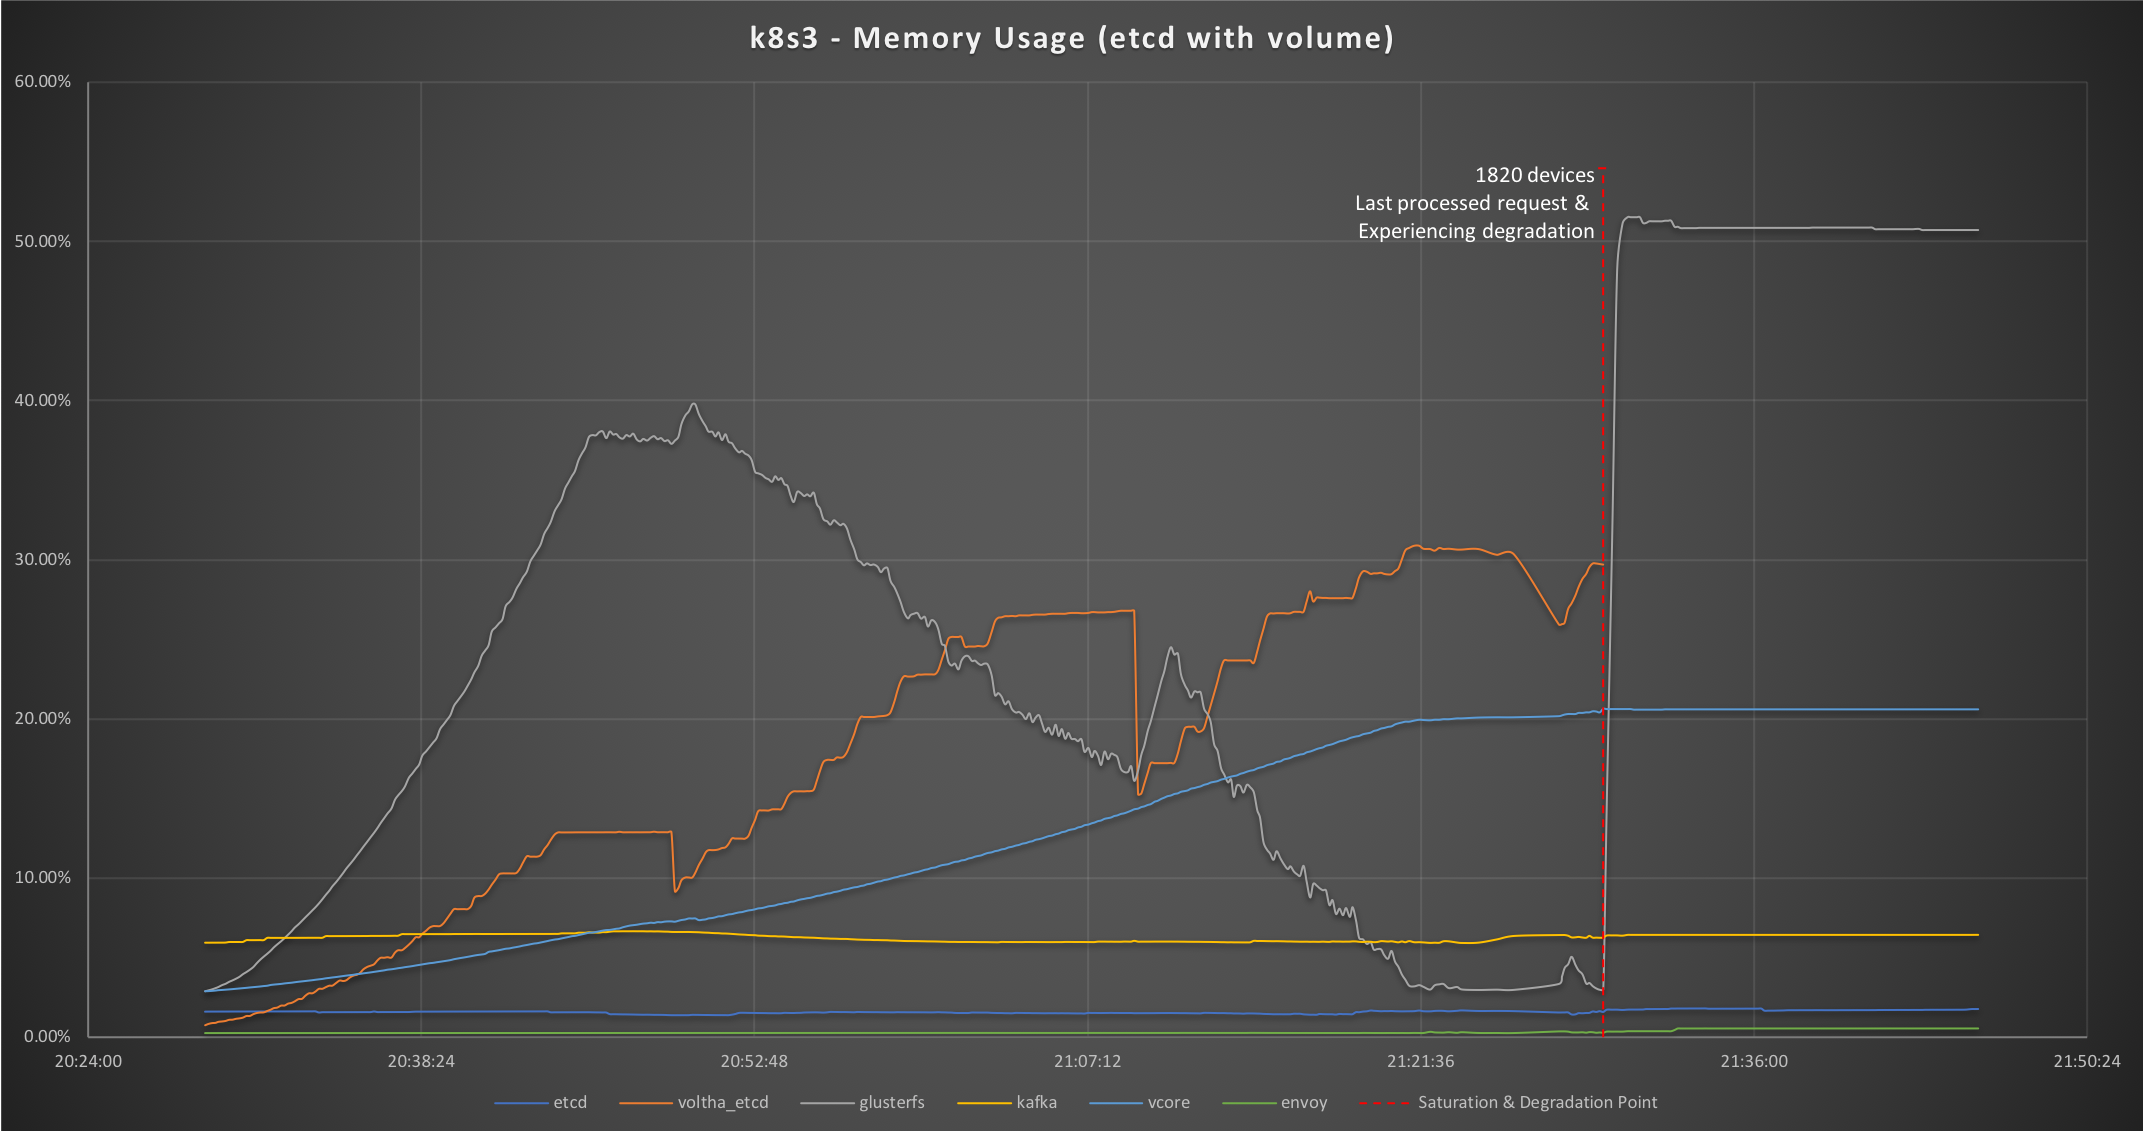 k8s3 - Memory Usage (etcd with volume)
60.00%
50.00%
40.00%
30.00%
20.00%
10.00%
0.00%
1820 devices
Last processed request &
Experiencing degradation
20:24:00 20:38:24 20:52:48 21:07:12 21:21:36 21:36:00 21:50:24
etcd voltha_etcd glusterfs kafka vcore envoy Saturation & Degradation Point